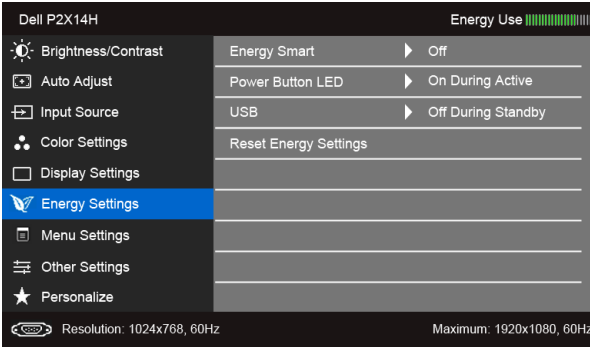 Dell P2X14H Energy Use
Brightness/Contrast Energy Smart Off
Auto Adjust Power Button LED On During Active
Input Source USB Off During Standby
Color Settings Reset Energy Settings
Display Settings
Energy Settings
Menu Settings
Other Settings
Personalize
Resolution: 1024x768, 60Hz Maximum: 1920x1080, 60Hz